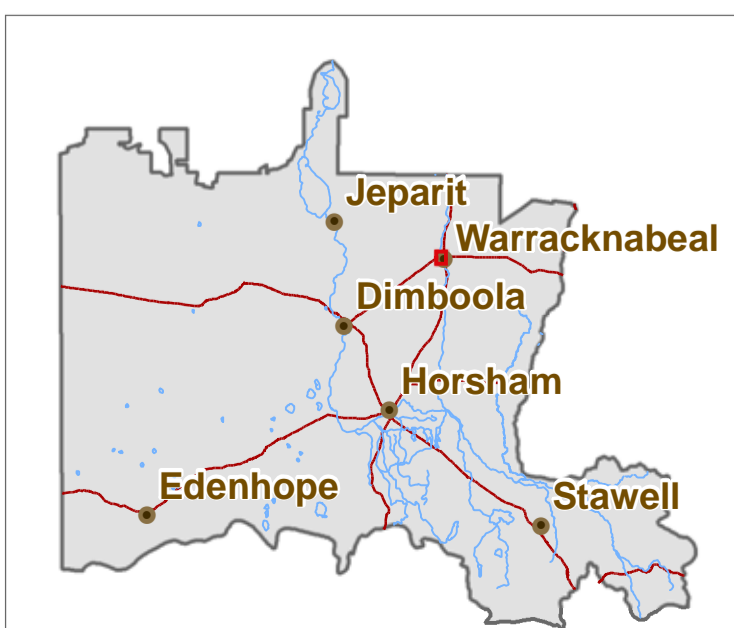 Jeparit
Warracknabeal
Dimboola
Horsham
Edenhope
Stawell